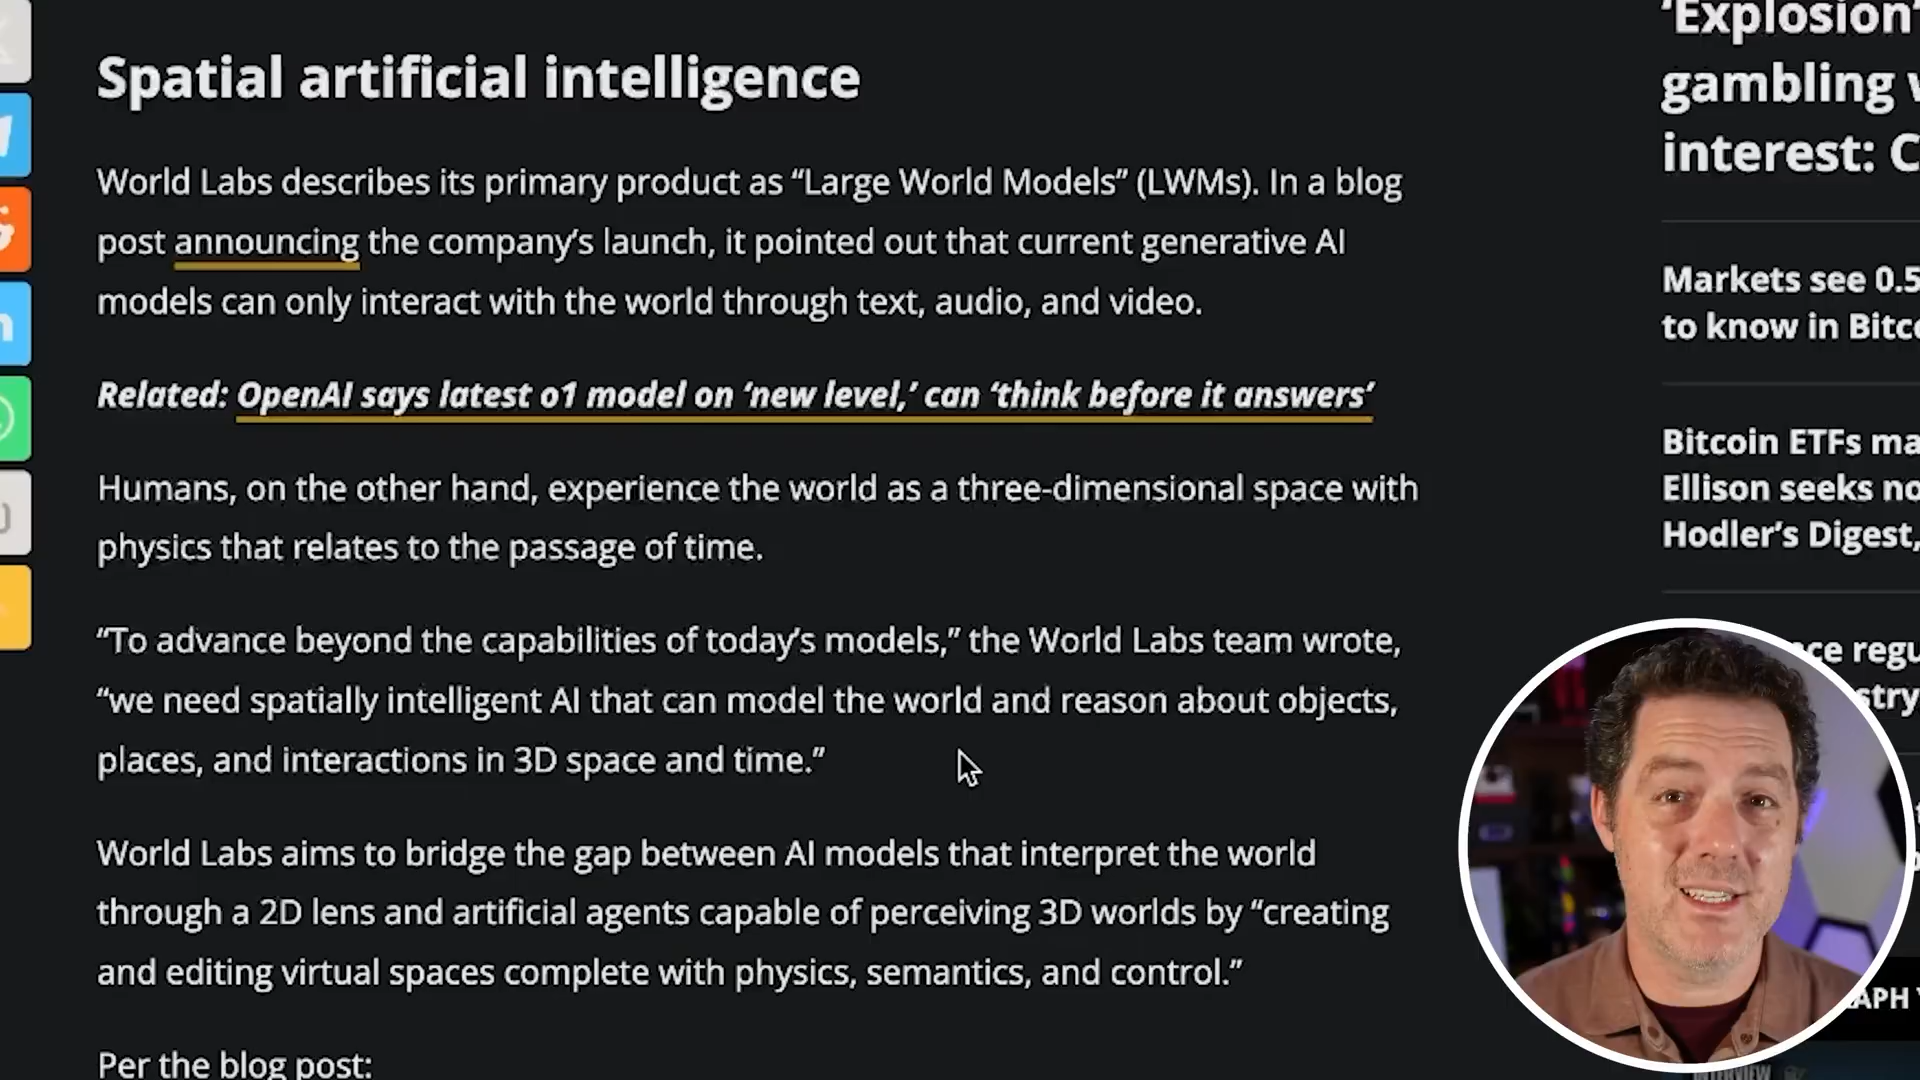 Spatial artificial intelligence
World Labs describes its primary product as “Large World Models” (LWMs). In a blog
post announcing the company’s launch, it pointed out that current generative AI
models can only interact with the world through text, audio, and video.
Related: OpenAI says latest o1 model on ‘new level,’ can ‘think before it answers’
Humans, on the other hand, experience the world as a three-dimensional space with
physics that relates to the passage of time.
“To advance beyond the capabilities of today’s models,” the World Labs team wrote,
“we need spatially intelligent AI that can model the world and reason about objects,
places, and interactions in 3D space and time.”
World Labs aims to bridge the gap between AI models that interpret the world
through a 2D lens and artificial agents capable of perceiving 3D worlds by “creating
and editing virtual spaces complete with physics, semantics, and control.”
Per the blog post:
‘Explosion’
gambling
interest:
Markets see 0.5
to know in
Bitcoin ETFs
Ellison seeks
Hodler’s Digest,